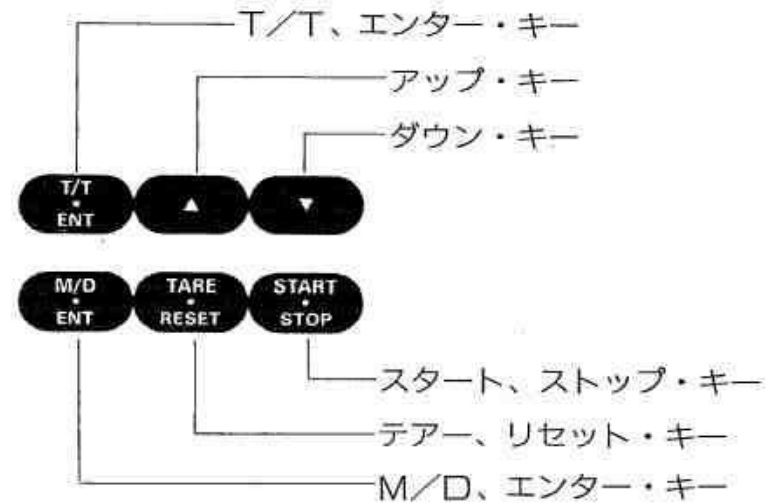 T/T、エンター・キー
アップ・キー
ダウン・キー
T/T
ENT
▲
▼
M/D
ENT
TARE
RESET
START
STOP
スタート、ストップ・キー
テアー、リセット・キー
M/D、エンター・キー